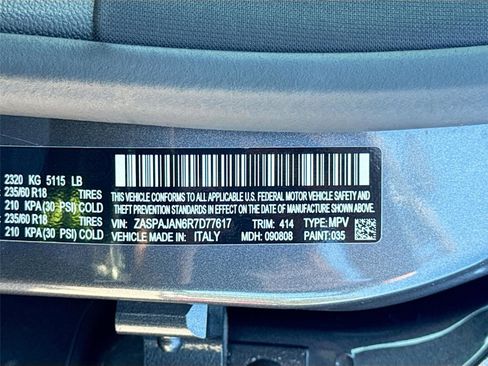 2320 KG 5115 LB
235/60 R18 TIRES
210 KPA(30 PSI)COLD
235/60 R18 TIRES
210 KPA(30 PSI)COLD
THIS VEHICLE CONFORMS TO ALL APPLICABLE U.S. FEDERAL MOTOR VEHICLE SAFETY AND
THEFT PREVENTION STANDARDS IN EFFECT ON THE DATE OF MANUFACTURE SHOWN ABOVE.
VIN: ZASPAJAN6R7D77617 TRIM: 414 TYPE: MPV
VEHICLE MADE IN: ITALY MDH: 090808 PAINT: 035